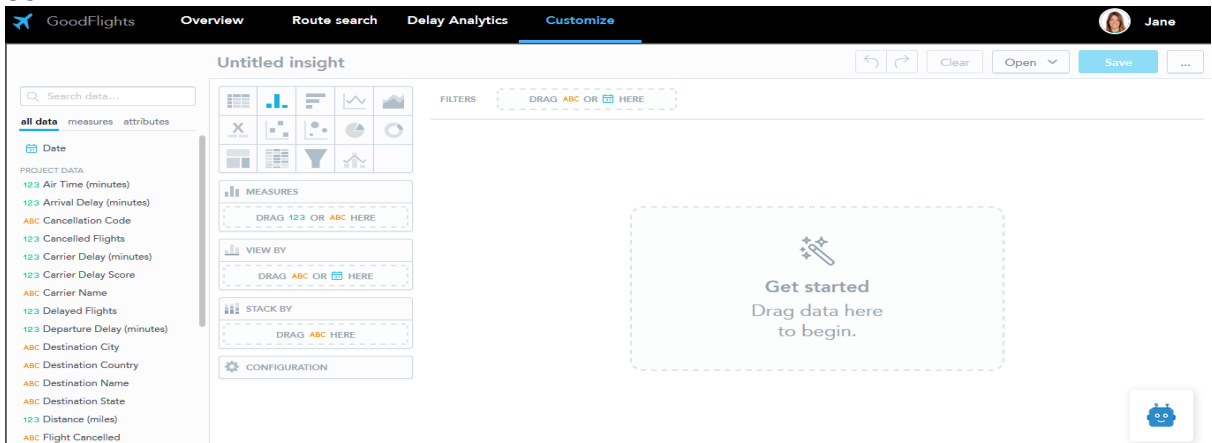 GoodFlights Overview Route search Delay Analytics Customize Jane
Untitled insight Clear Open Save ...
Search data...
all data measures attributes
Date
PROJECT DATA
123 Air Time (minutes)
123 Arrival Delay (minutes)
ABC Cancellation Code
123 Cancelled Flights
123 Carrier Delay (minutes)
123 Carrier Delay Score
ABC Carrier Name
123 Delayed Flights
123 Departure Delay (minutes)
ABC Destination City
ABC Destination Country
ABC Destination Name
ABC Destination State
123 Distance (miles)
ABC Flight Cancelled
MEASURES
DRAG 123 OR ABC HERE
VIEW BY
DRAG ABC OR HERE
STACK BY
DRAG ABC HERE
CONFIGURATION
FILTERS DRAG ABC OR HERE
Get started
Drag data here
to begin.